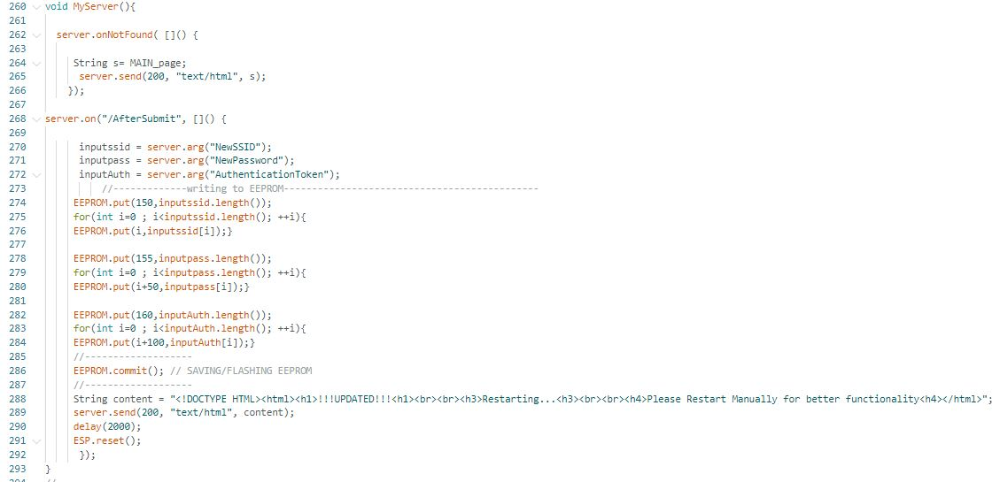 260 void MyServer(){
261
262 server.onNotFound( []() {
263
264 String s= MAIN_page;
265 server.send(200, "text/html", s);
266 });
267
268 server.on("/AfterSubmit", []() {
269
270 inputssid = server.arg("NewSSID");
271 inputpass = server.arg("NewPassword");
272 inputAuth = server.arg("AuthenticationToken");
273 //-------------writing to EEPROM---------------------------------------------
274 EEPROM.put(150,inputssid.length());
275 for(int i=0 ; i<inputssid.length(); ++i){
276 EEPROM.put(i,inputssid[i]);}
277
278 EEPROM.put(155,inputpass.length());
279 for(int i=0 ; i<inputpass.length(); ++i){
280 EEPROM.put(i+50,inputpass[i]);}
281
282 EEPROM.put(160,inputAuth.length());
283 for(int i=0 ; i<inputAuth.length(); ++i){
284 EEPROM.put(i+100,inputAuth[i]);}
285 //-------------------
286 EEPROM.commit(); // SAVING/FLASHING EEPROM
287 //-------------------
288 String content = "<!DOCTYPE HTML><html><h1>!!!UPDATED!!!<h1><br><br><h3>Restarting...<h3><br><br><h4>Please Restart Manually for better functionality<h4></html>";
289 server.send(200, "text/html", content);
290 delay(2000);
291 ESP.reset();
292 });
293 }